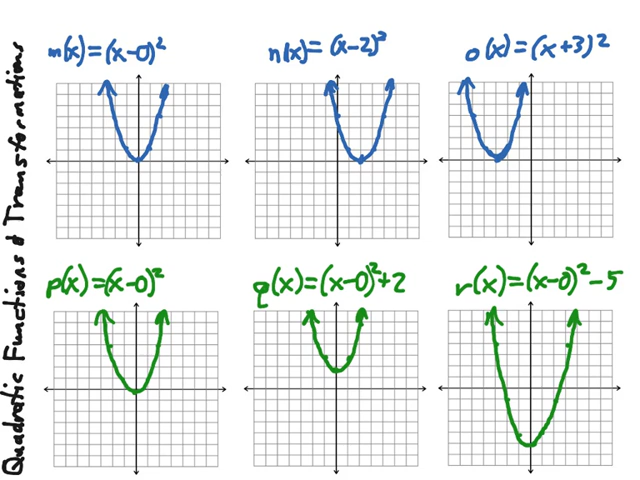 Quadratic Functions & Transformations
m(x)=(x-0)²
n(x)=(x-2)²
o(x)=(x+3)²
p(x)=(x-0)²
q(x)=(x-0)²+2
r(x)=(x-0)²-5